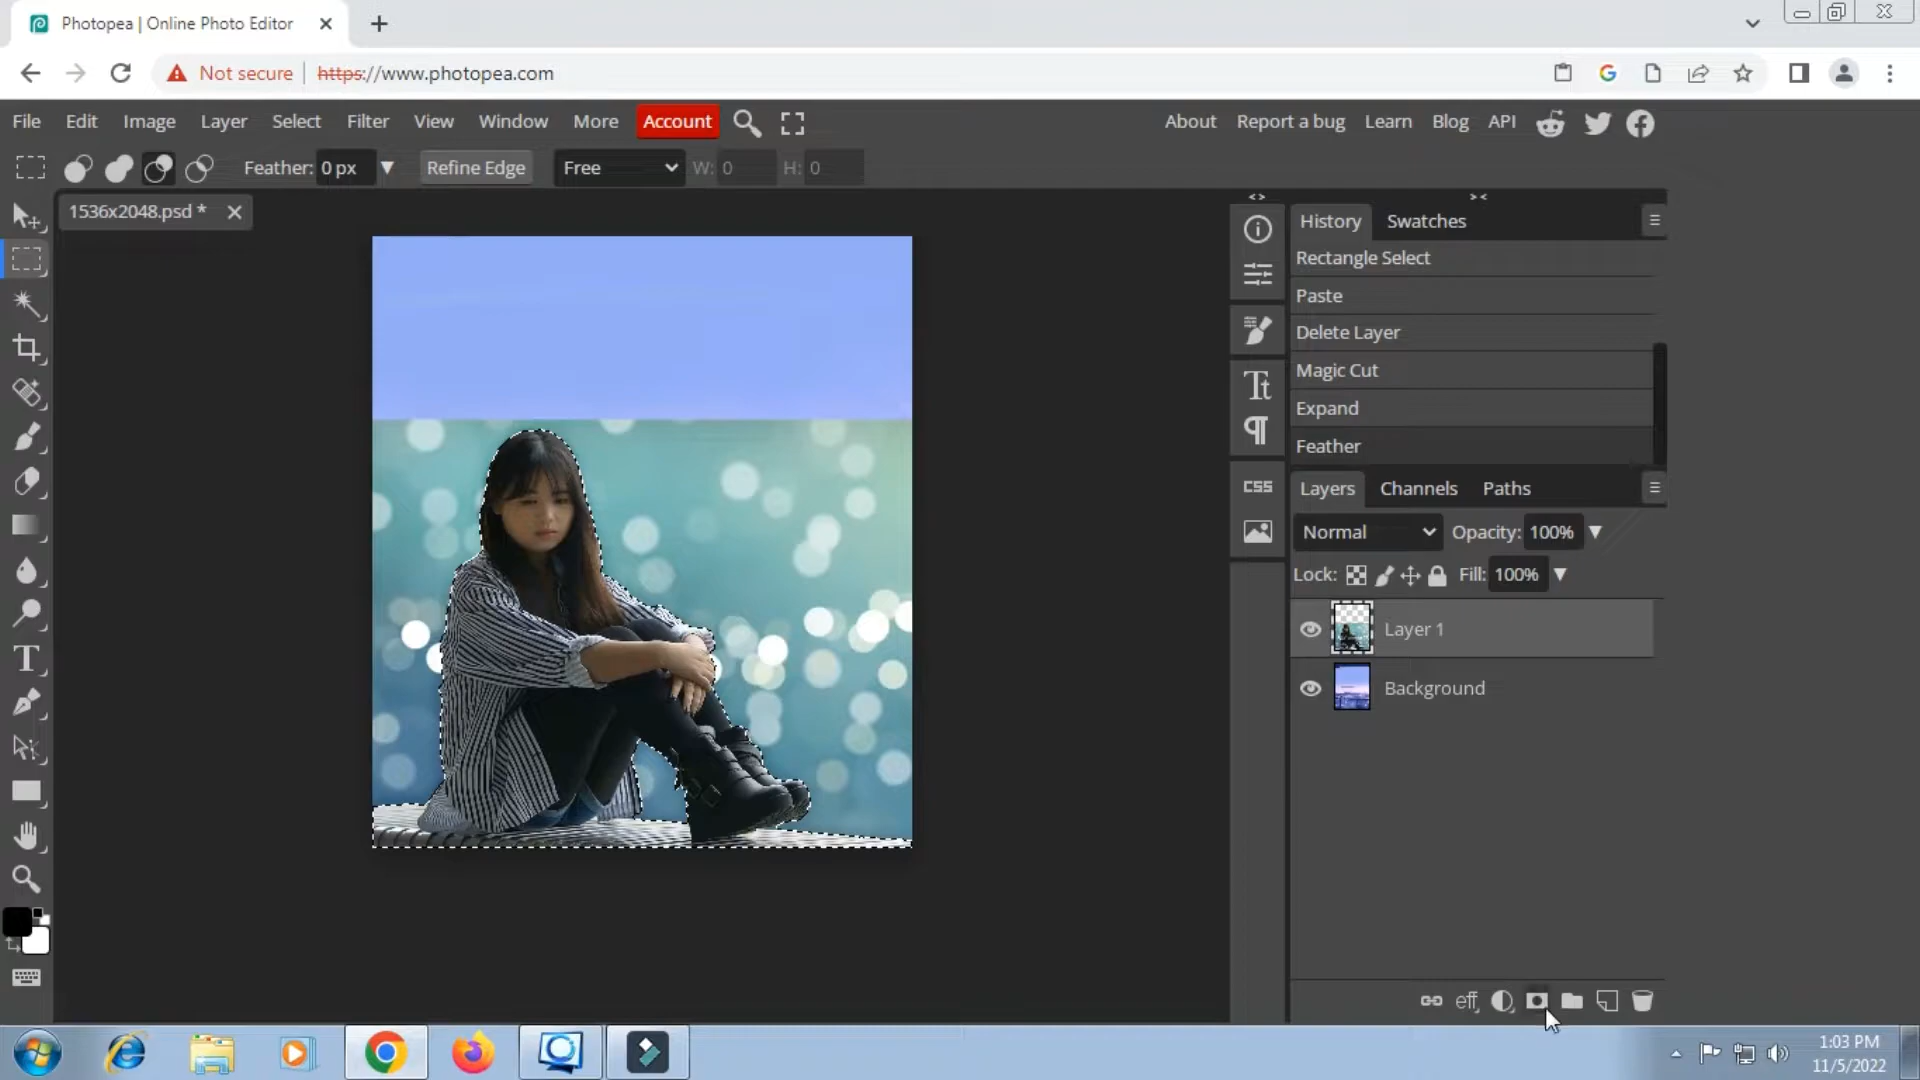 Photopea | Online Photo Editor
Not secure | https://www.photopea.com
File Edit Image Layer Select Filter View Window More Account
About Report a bug Learn Blog API
Feather: 0 px Refine Edge Free W: 0 H: 0
1536x2048.psd *
History Swatches
Rectangle Select
Paste
Delete Layer
Magic Cut
Expand
Feather
CSS
Layers Channels Paths
Normal Opacity: 100%
Lock: Fill: 100%
Layer 1
Background
eff
1:03 PM
11/5/2022